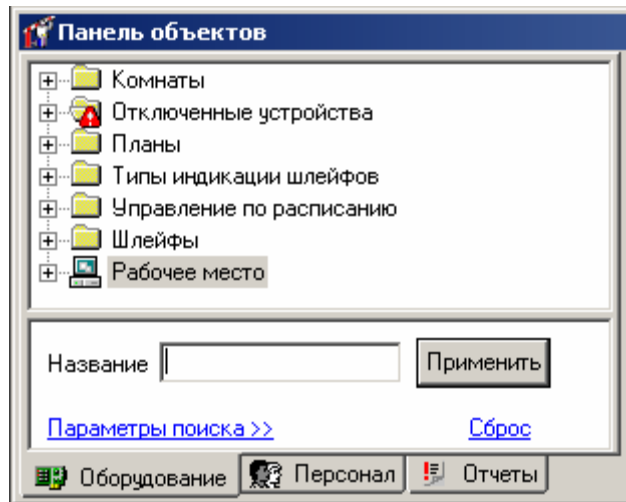 Панель объектов
Комнаты
Отключенные устройства
Планы
Типы индикации шлейфов
Управление по расписанию
Шлейфы
Рабочее место
Название Применить
Параметры поиска >> Сброс
Оборудование Персонал Отчеты